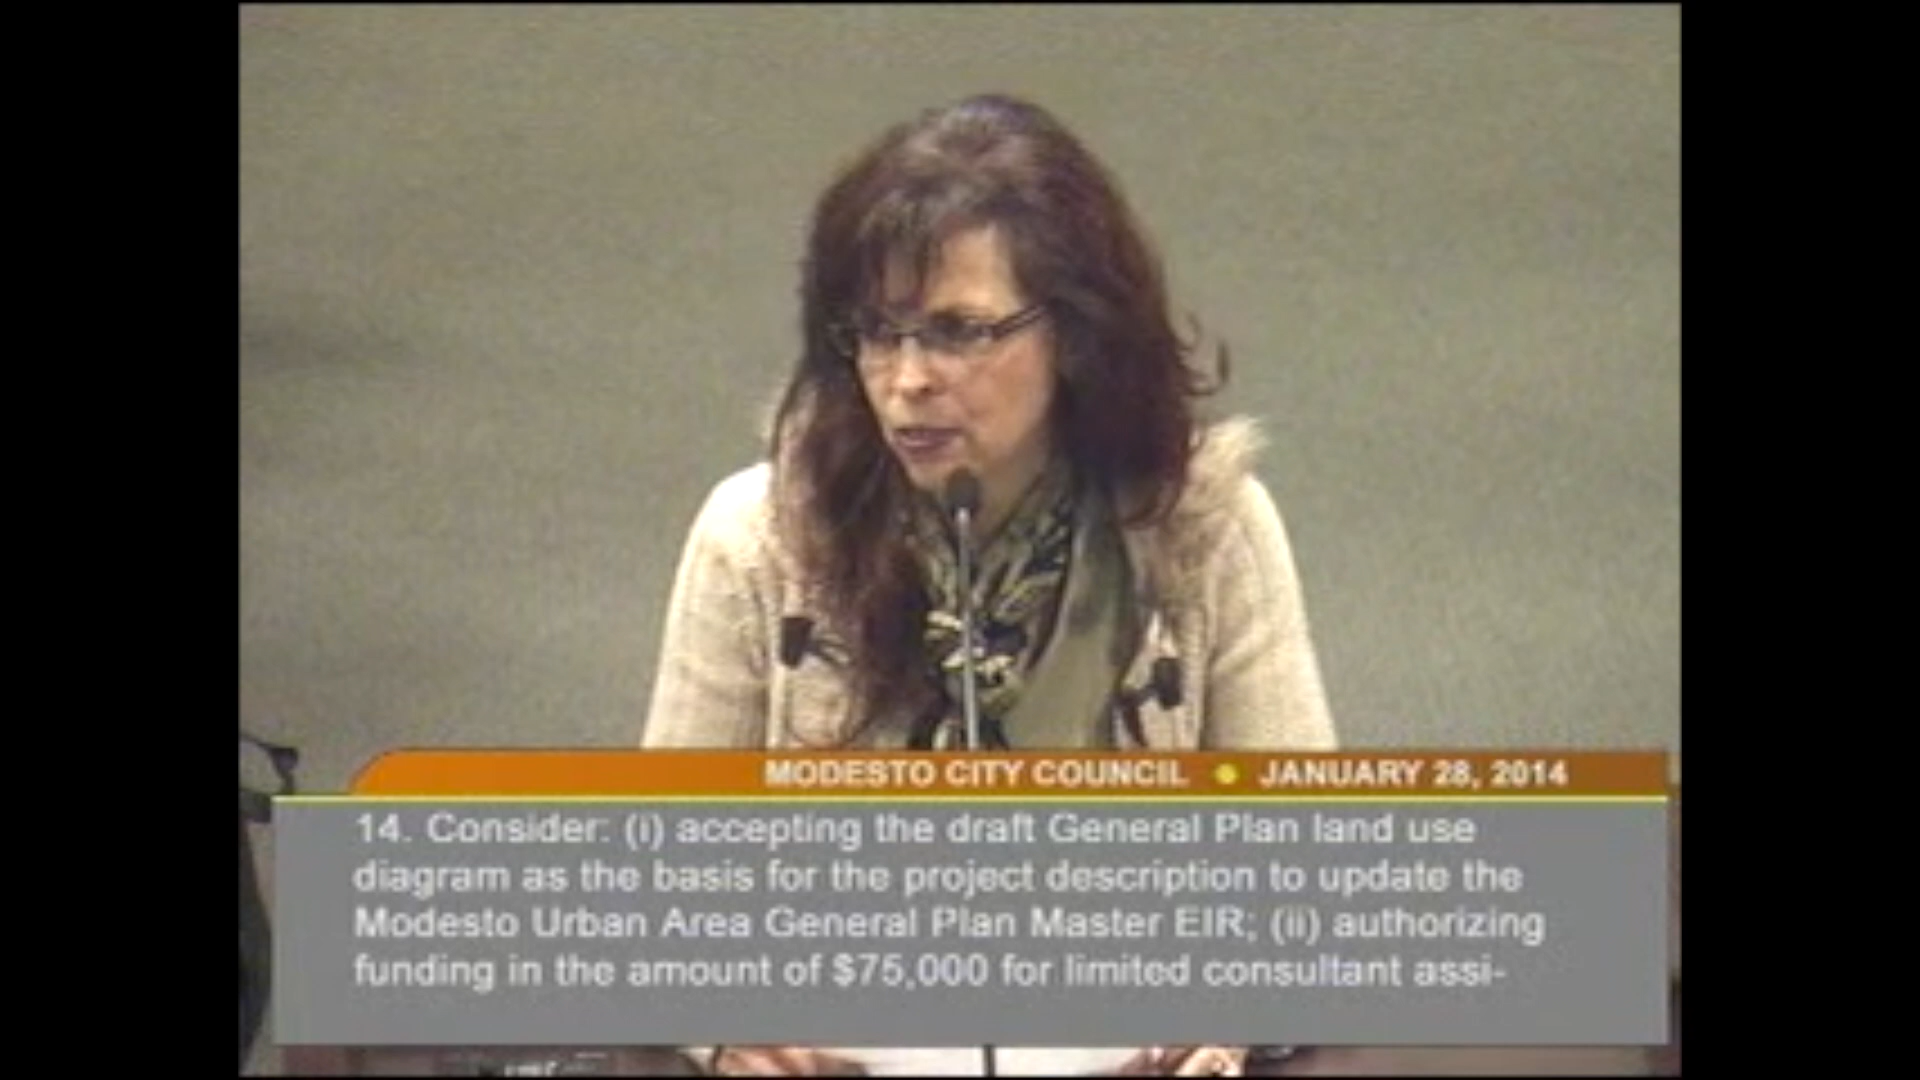 MODESTO CITY COUNCIL • JANUARY 28, 2014
14. Consider: (i) accepting the draft General Plan land use
diagram as the basis for the project description to update the
Modesto Urban Area General Plan Master EIR; (ii) authorizing
funding in the amount of $75,000 for limited consultant assi-